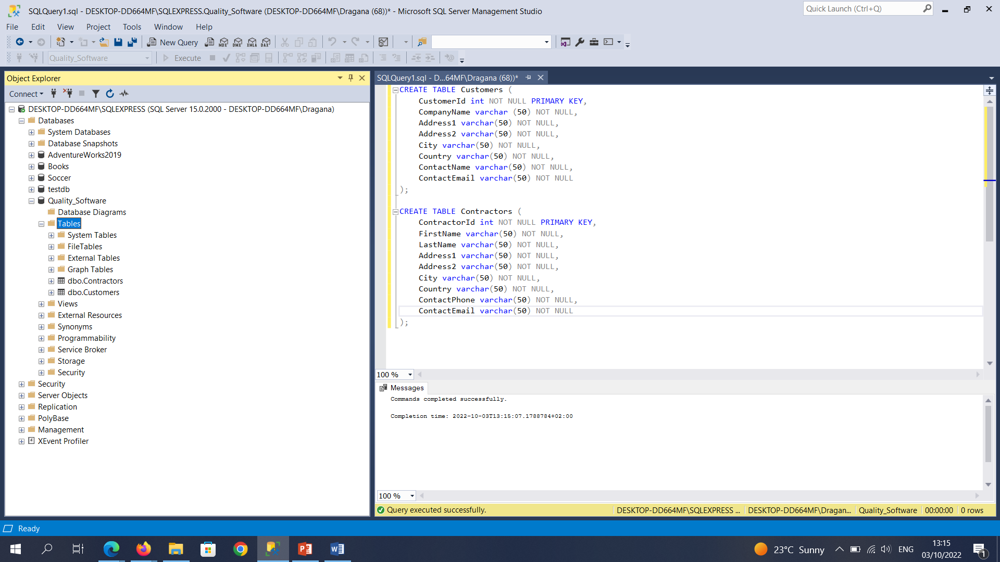 SQLQuery1.sql - DESKTOP-DD664MF\SQLEXPRESS.Quality_Software (DESKTOP-DD664MF\Dragana (68))* - Microsoft SQL Server Management Studio
Quick Launch (Ctrl+Q)
File Edit View Project Tools Window Help
New Query MDX DMX XMLA DAX
Quality_Software Execute
Object Explorer
Connect
DESKTOP-DD664MF\SQLEXPRESS (SQL Server 15.0.2000 - DESKTOP-DD664MF\Dragana)
Databases
System Databases
Database Snapshots
AdventureWorks2019
Books
Soccer
testdb
Quality_Software
Database Diagrams
Tables
System Tables
FileTables
External Tables
Graph Tables
dbo.Contractors
dbo.Customers
Views
External Resources
Synonyms
Programmability
Service Broker
Storage
Security
Security
Server Objects
Replication
PolyBase
Management
XEvent Profiler
SQLQuery1.sql - D...64MF\Dragana (68))*
CREATE TABLE Customers (
CustomerId int NOT NULL PRIMARY KEY,
CompanyName varchar (50) NOT NULL,
Address1 varchar(50) NOT NULL,
Address2 varchar(50) NOT NULL,
City varchar(50) NOT NULL,
Country varchar(50) NOT NULL,
ContactName varchar(50) NOT NULL,
ContactEmail varchar(50) NOT NULL
);
CREATE TABLE Contractors (
ContractorId int NOT NULL PRIMARY KEY,
FirstName varchar(50) NOT NULL,
LastName varchar(50) NOT NULL,
Address1 varchar(50) NOT NULL,
Address2 varchar(50) NOT NULL,
City varchar(50) NOT NULL,
Country varchar(50) NOT NULL,
ContactPhone varchar(50) NOT NULL,
ContactEmail varchar(50) NOT NULL
);
100 %
Messages
Commands completed successfully.
Completion time: 2022-10-03T13:15:07.1788784+02:00
100 %
Query executed successfully. DESKTOP-DD664MF\SQLEXPRESS ... DESKTOP-DD664MF\Dragan... Quality_Software 00:00:00 0 rows
Ready
23°C Sunny ENG 13:15
03/10/2022 1